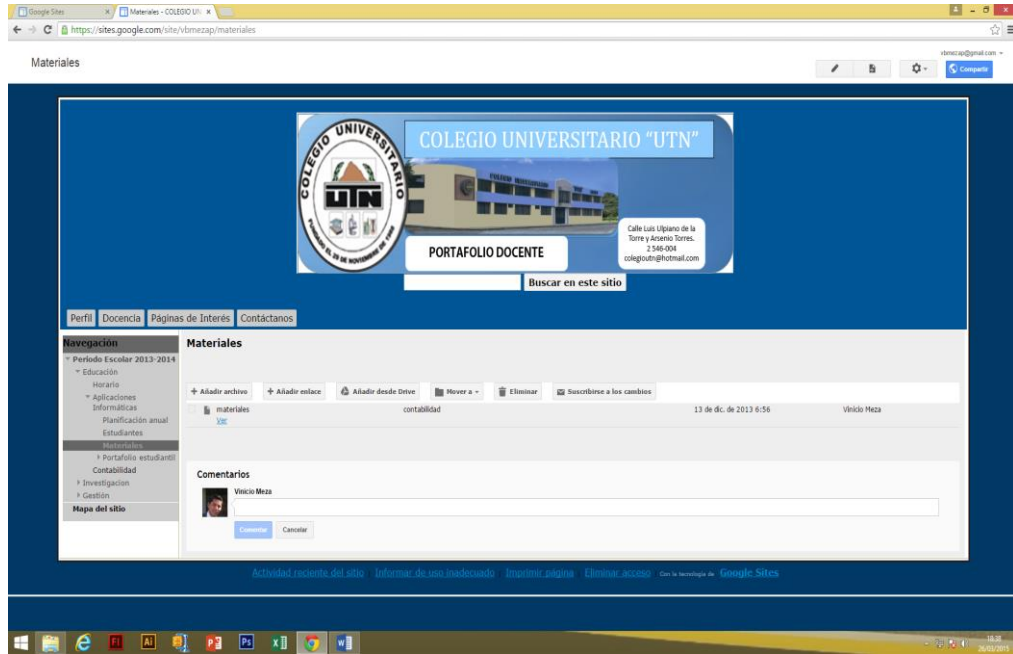 Google Sites
Materiales - COLEGIO UNI
https://sites.google.com/site/vbmezap/materiales
vbmezap@gmail.com
Materiales
Compartir
COLEGIO UNIVERSITARIO
UTN
COLEGIO UNIVERSITARIO "UTN"
PORTAFOLIO DOCENTE
Calle Luis Ulpiano de la
Torre y Arsenio Torres.
2 546-004
colegioutn@hotmail.com
Buscar en este sitio
Perfil Docencia Páginas de Interés Contáctanos
Navegación
Periodo Escolar 2013-2014
Educación
Horario
Aplicaciones
Informáticas
Planificación anual
Estudiantes
Materiales
Portafolio estudiantil
Contabilidad
Investigacion
Gestión
Mapa del sitio
Materiales
+ Añadir archivo + Añadir enlace Añadir desde Drive Mover a Eliminar Suscribirse a los cambios
materiales contabilidad 13 de dic. de 2013 6:56 Vinicio Meza
Ver
Comentarios
Vinicio Meza
Comentar Cancelar
Actividad reciente del sitio Informar de uso inadecuado Imprimir página Eliminar acceso Con la tecnología de Google Sites
18:38
26/03/2015